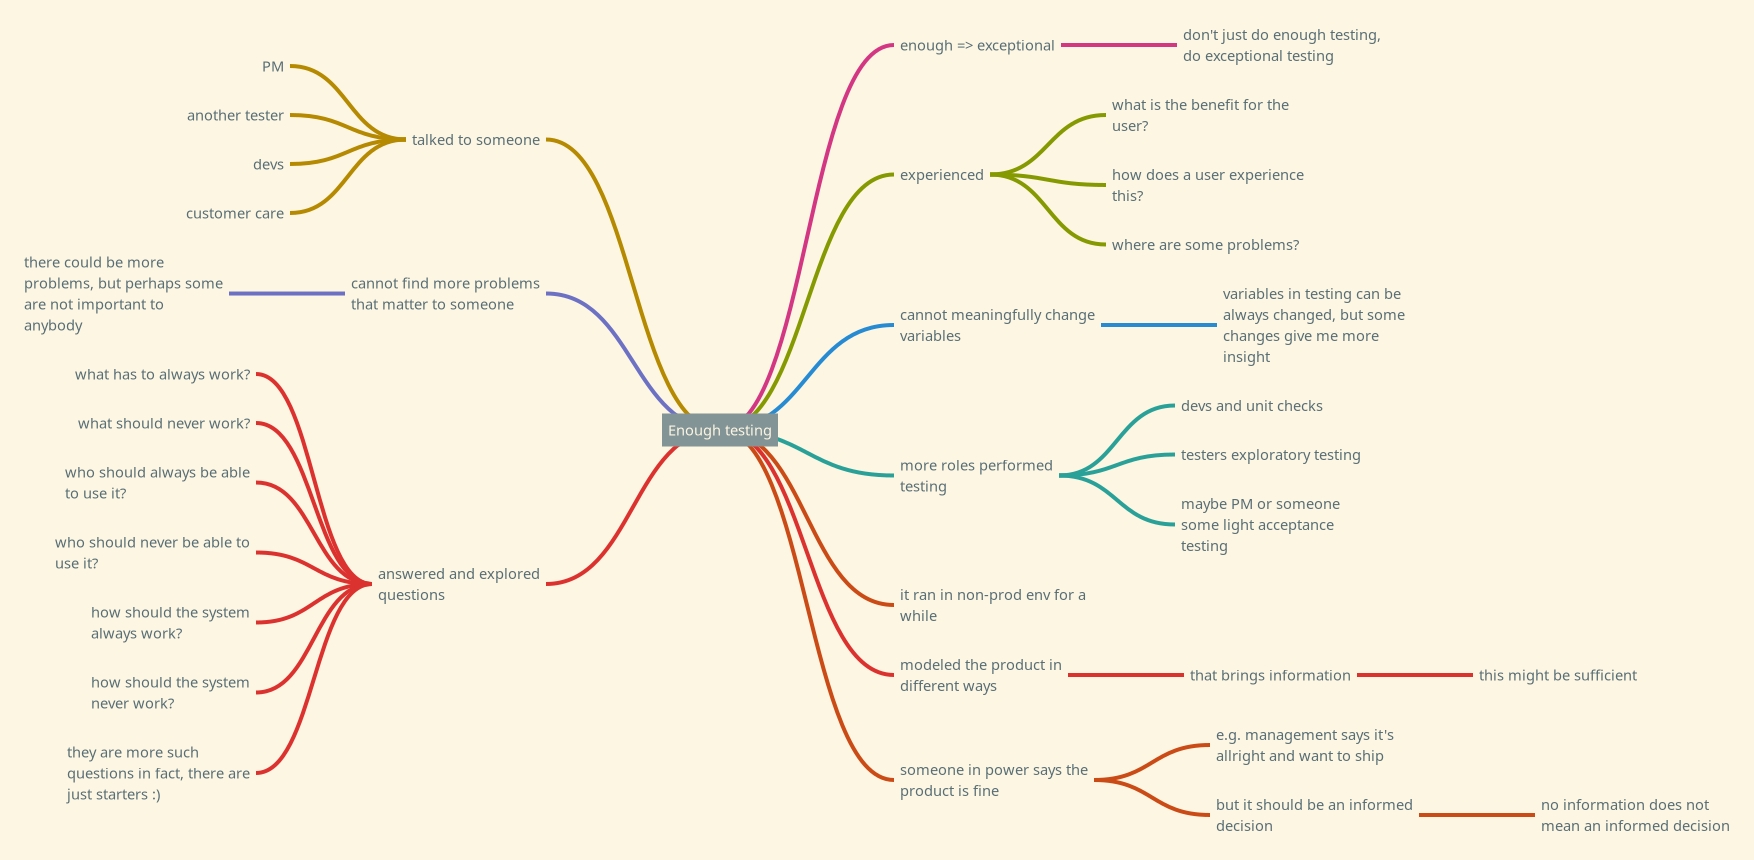 Enough testing
enough => exceptional
don't just do enough testing,
do exceptional testing
experienced
what is the benefit for the
user?
how does a user experience
this?
where are some problems?
cannot meaningfully change
variables
variables in testing can be
always changed, but some
changes give me more
insight
more roles performed
testing
devs and unit checks
testers exploratory testing
maybe PM or someone
some light acceptance
testing
it ran in non-prod env for a
while
modeled the product in
different ways
that brings information
this might be sufficient
someone in power says the
product is fine
e.g. management says it's
allright and want to ship
but it should be an informed
decision
no information does not
mean an informed decision
talked to someone
PM
another tester
devs
customer care
cannot find more problems
that matter to someone
there could be more
problems, but perhaps some
are not important to
anybody
answered and explored
questions
what has to always work?
what should never work?
who should always be able
to use it?
who should never be able to
use it?
how should the system
always work?
how should the system
never work?
they are more such
questions in fact, there are
just starters :)